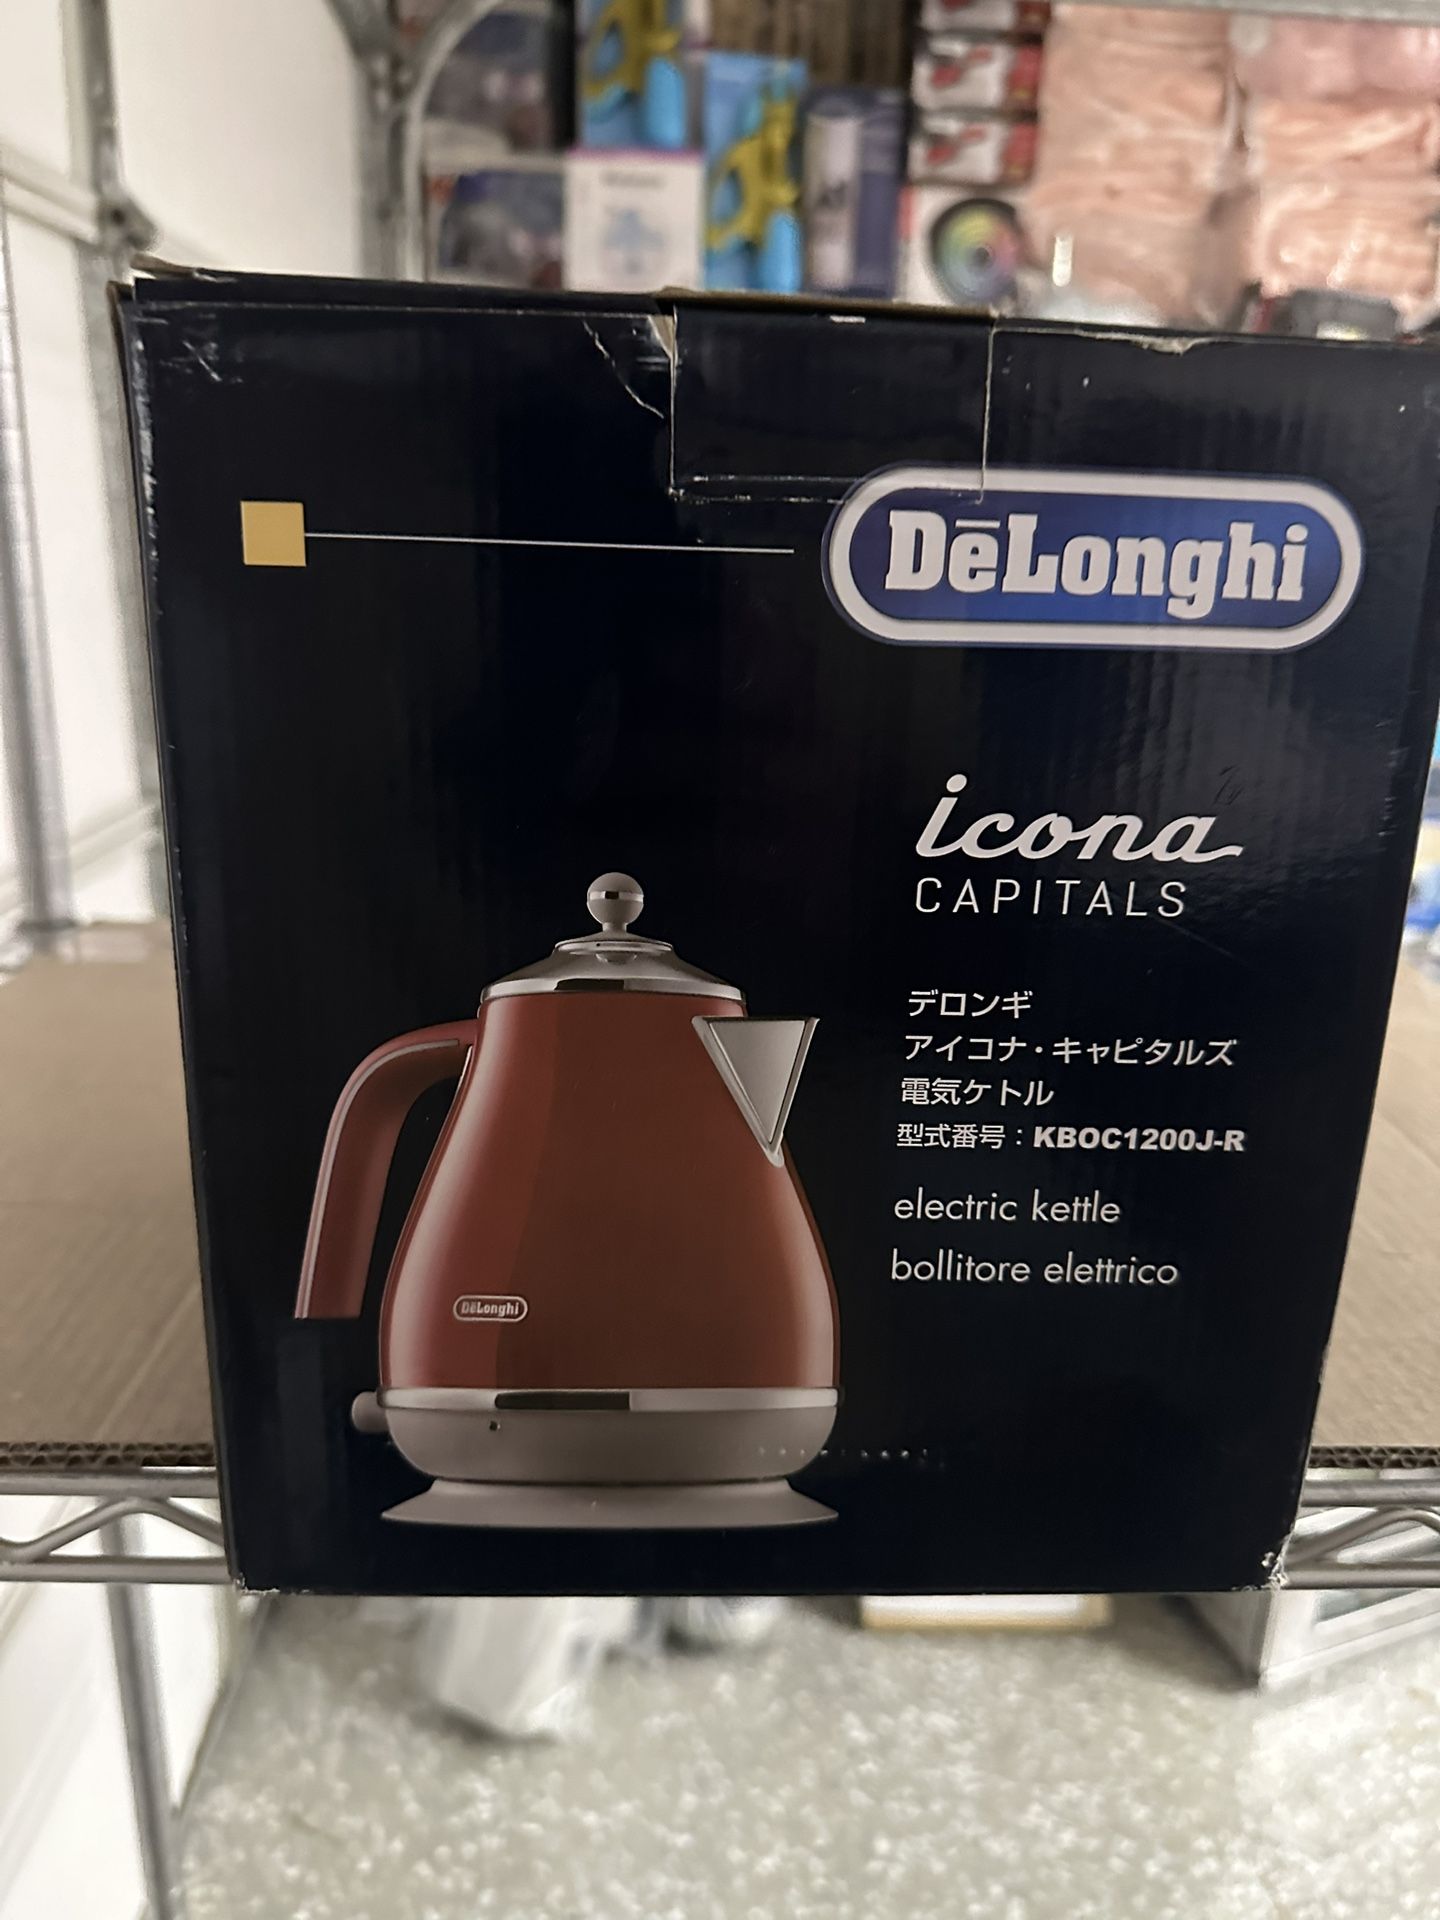 DēLonghi
icona
CAPITALS
デロンギ
アイコナ・キャピタルズ
電気ケトル
型式番号：KBOC1200J-R
electric kettle
bollitore elettrico
DēLonghi